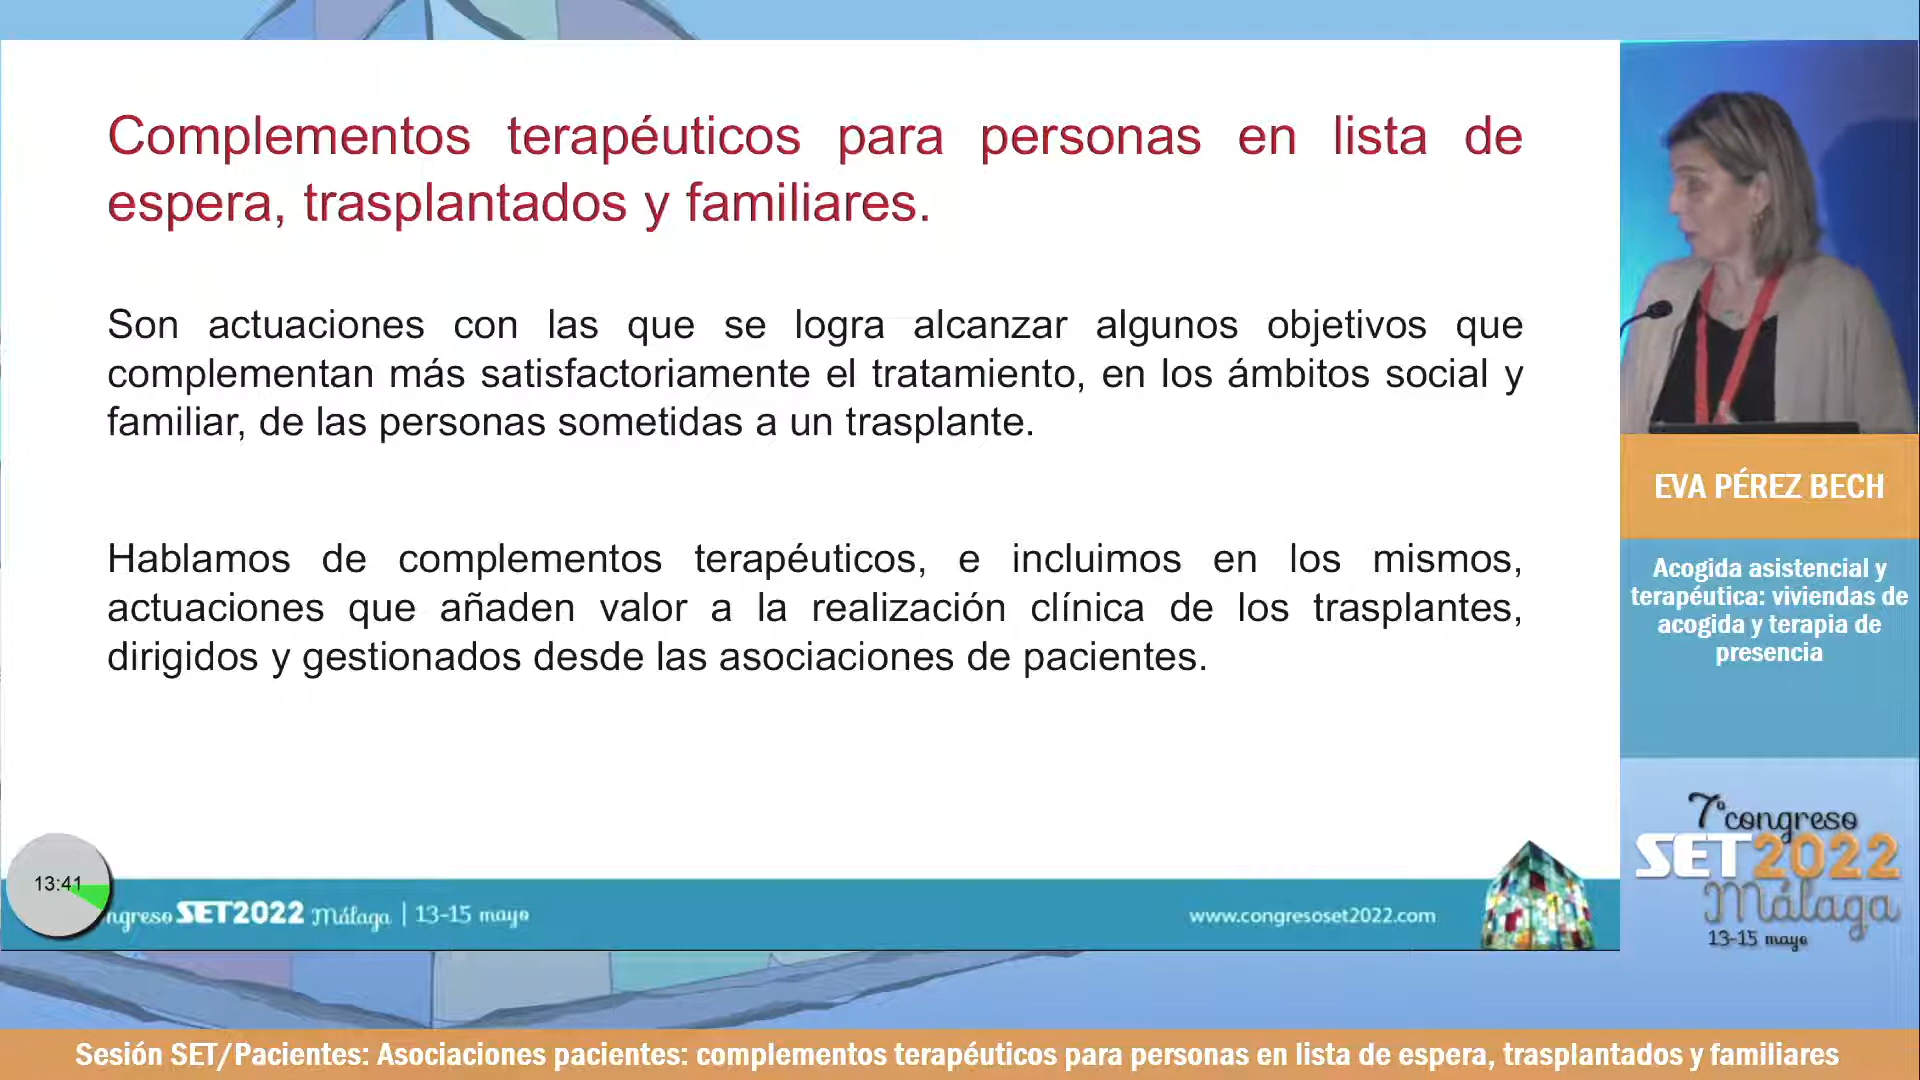 Complementos terapéuticos para personas en lista de
espera, trasplantados y familiares.
Son actuaciones con las que se logra alcanzar algunos objetivos que
complementan más satisfactoriamente el tratamiento, en los ámbitos social y
familiar, de las personas sometidas a un trasplante.
Hablamos de complementos terapéuticos, e incluimos en los mismos,
actuaciones que añaden valor a la realización clínica de los trasplantes,
dirigidos y gestionados desde las asociaciones de pacientes.
13:41
ngreso SET2022 Málaga | 13-15 mayo
www.congresoset2022.com
EVA PÉREZ BECH
Acogida asistencial y
terapéutica: viviendas de
acogida y terapia de
presencia
7º congreso
SET2022
Málaga
13-15 mayo
Sesión SET/Pacientes: Asociaciones pacientes: complementos terapéuticos para personas en lista de espera, trasplantados y familiares